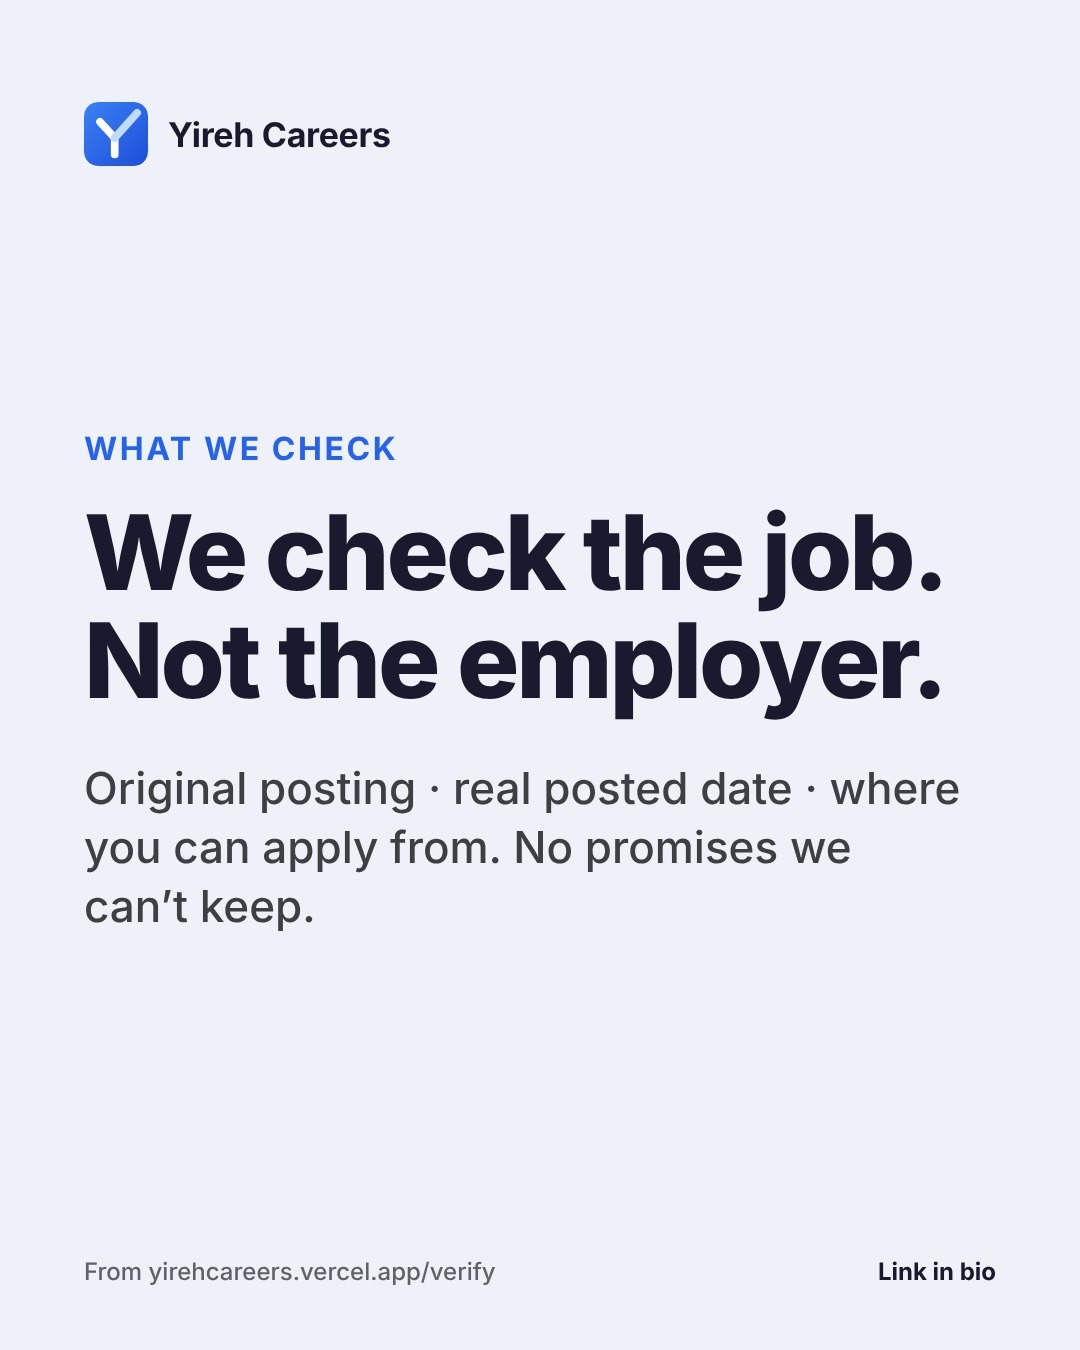 Yireh Careers
WHAT WE CHECK
We check the job.
Not the employer.
Original posting · real posted date · where
you can apply from. No promises we
can’t keep.
From yirehcareers.vercel.app/verify
Link in bio